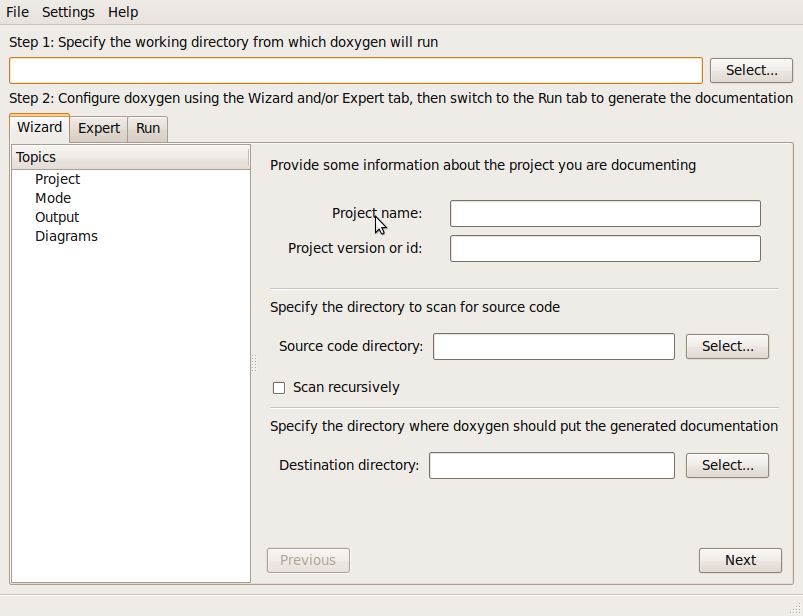 File Settings Help
Step 1: Specify the working directory from which doxygen will run
Select...
Step 2: Configure doxygen using the Wizard and/or Expert tab, then switch to the Run tab to generate the documentation
Wizard Expert Run
Topics
Project
Mode
Output
Diagrams
Provide some information about the project you are documenting
Project name:
Project version or id:
Specify the directory to scan for source code
Source code directory: Select...
Scan recursively
Specify the directory where doxygen should put the generated documentation
Destination directory: Select...
Previous Next